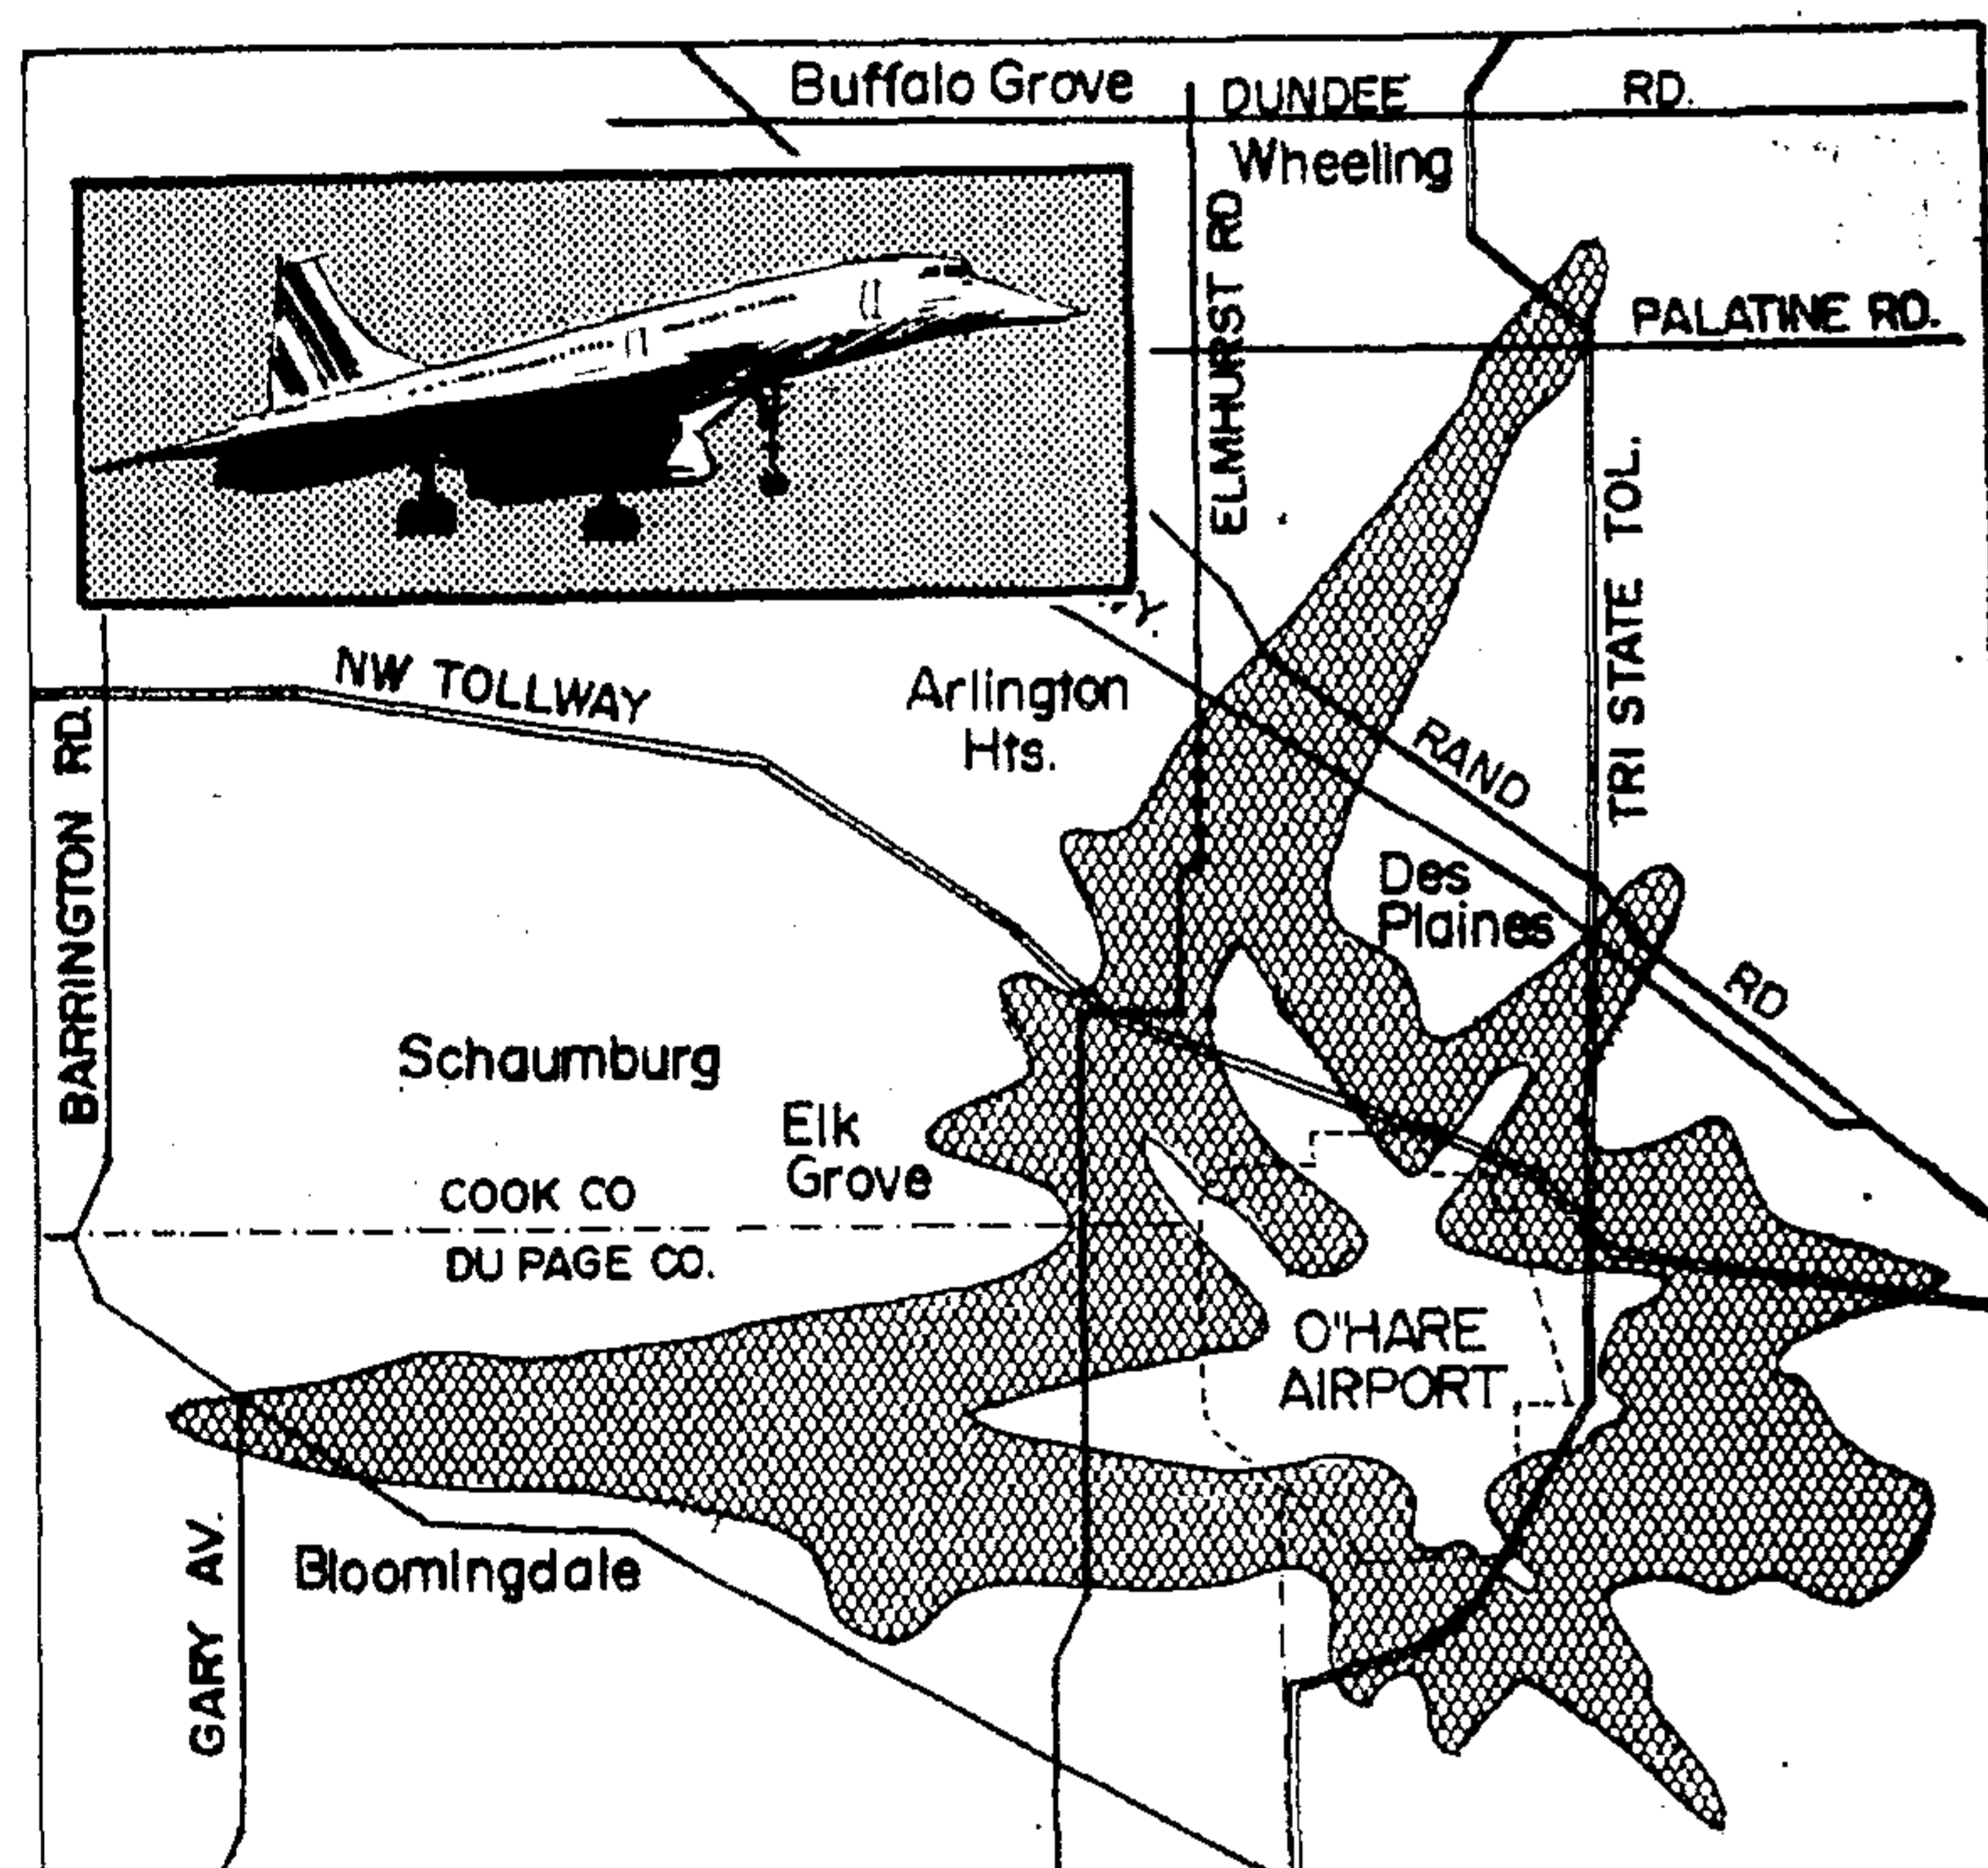 Buffalo Grove
DUNDEE RD.
Wheeling
ELMHURST RD
PALATINE RD.
TRI STATE TOL.
NW TOLLWAY
Arlington
Hts.
RAND RD
BARRINGTON RD.
Des
Plaines
Schaumburg
Elk
Grove
COOK CO
DU PAGE CO.
O'HARE
AIRPORT
GARY AV.
Bloomingdale